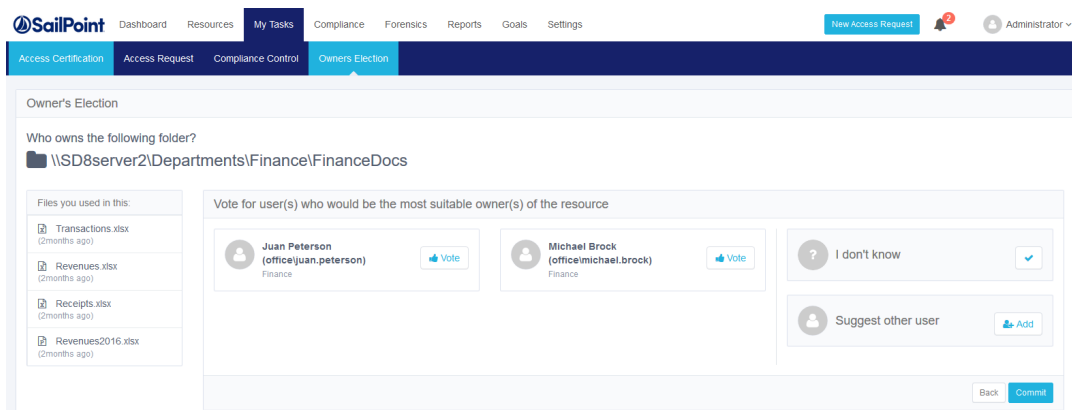 SailPoint Dashboard Resources My Tasks Compliance Forensics Reports Goals Settings New Access Request 2 Administrator
Access Certification Access Request Compliance Control Owners Election
Owner's Election
Who owns the following folder?
\\SD8server2\Departments\Finance\FinanceDocs
Files you used in this:
Transactions.xlsx
(2months ago)
Revenues.xlsx
(2months ago)
Receipts.xlsx
(2months ago)
Revenues2016.xlsx
(2months ago)
Vote for user(s) who would be the most suitable owner(s) of the resource
Juan Peterson
(office\juan.peterson)
Finance
Vote
Michael Brock
(office\michael.brock)
Finance
Vote
? I don't know
Suggest other user
Add
Back Commit